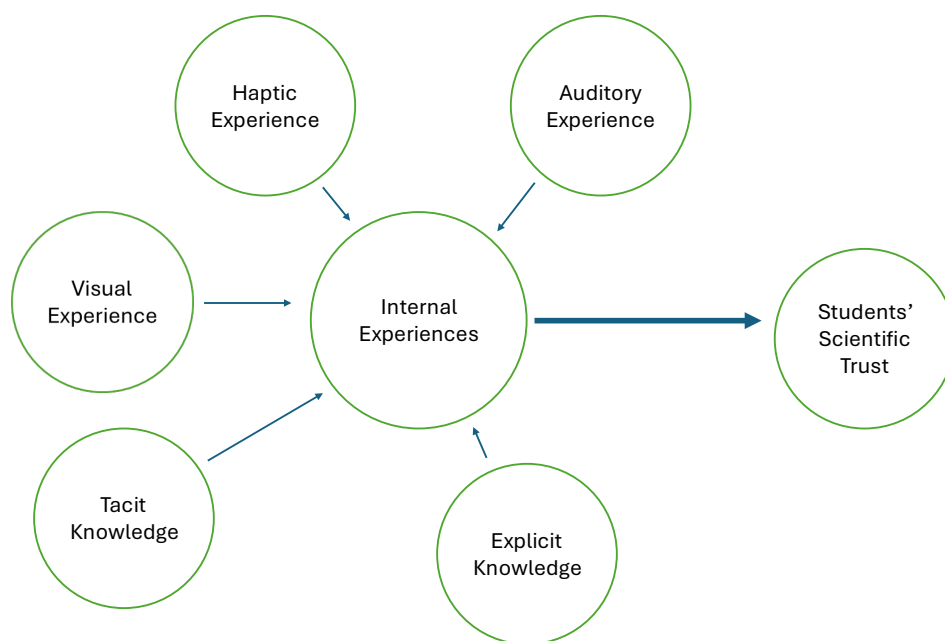 Haptic
Experience
Auditory
Experience
Visual
Experience
Internal
Experiences
Students’
Scientific
Trust
Tacit
Knowledge
Explicit
Knowledge